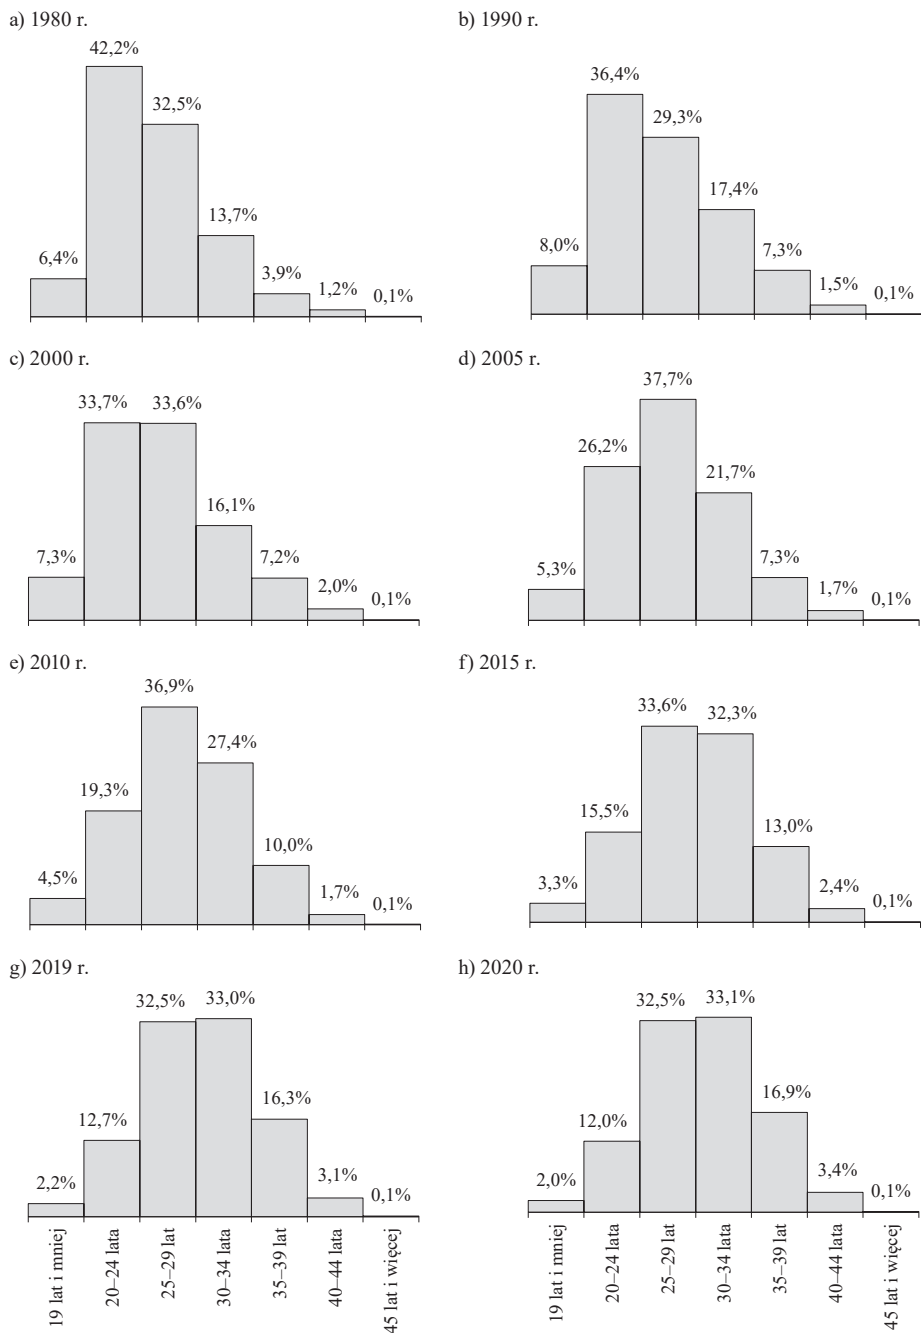 a) 1980 r.
42,2%
32,5%
13,7%
6,4%
3,9%
1,2%
0,1%
b) 1990 r.
36,4%
29,3%
17,4%
8,0%
7,3%
1,5%
0,1%
c) 2000 r.
33,7%
33,6%
16,1%
7,3%
7,2%
2,0%
0,1%
d) 2005 r.
37,7%
26,2%
21,7%
5,3%
7,3%
1,7%
0,1%
e) 2010 r.
36,9%
27,4%
19,3%
10,0%
4,5%
1,7%
0,1%
f) 2015 r.
33,6%
32,3%
15,5%
13,0%
3,3%
2,4%
0,1%
g) 2019 r.
32,5%
33,0%
16,3%
12,7%
2,2%
3,1%
0,1%
19 lat i mniej
20–24 lata
25–29 lat
30–34 lata
35–39 lat
40–44 lata
45 lat i więcej
h) 2020 r.
32,5%
33,1%
16,9%
12,0%
2,0%
3,4%
0,1%
19 lat i mniej
20–24 lata
25–29 lat
30–34 lata
35–39 lat
40–44 lata
45 lat i więcej